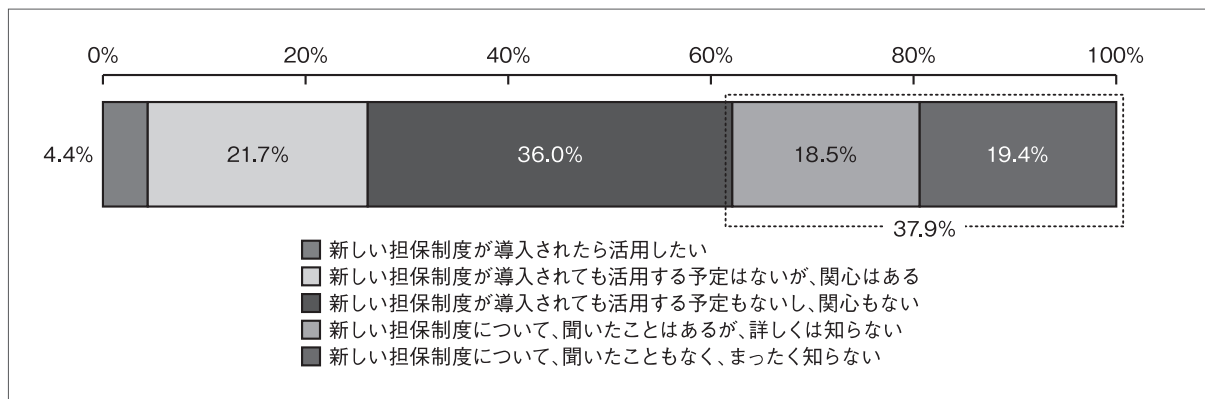 0% 20% 40% 60% 80% 100%
4.4% 21.7% 36.0% 18.5% 19.4%
37.9%
新しい担保制度が導入されたら活用したい
新しい担保制度が導入されても活用する予定はないが、関心はある
新しい担保制度が導入されても活用する予定もないし、関心もない
新しい担保制度について、聞いたことはあるが、詳しくは知らない
新しい担保制度について、聞いたこともなく、まったく知らない